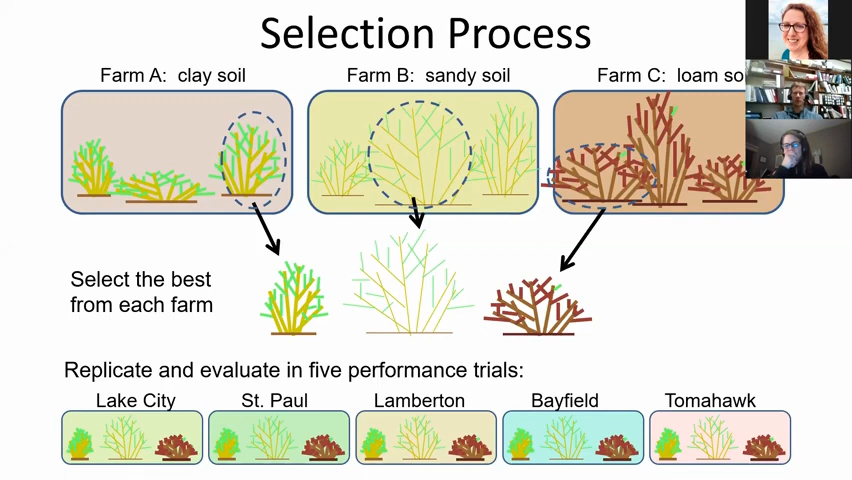 Selection Process
Farm A: clay soil
Farm B: sandy soil
Farm C: loam so
Select the best
from each farm
Replicate and evaluate in five performance trials:
Lake City
St. Paul
Lamberton
Bayfield
Tomahawk